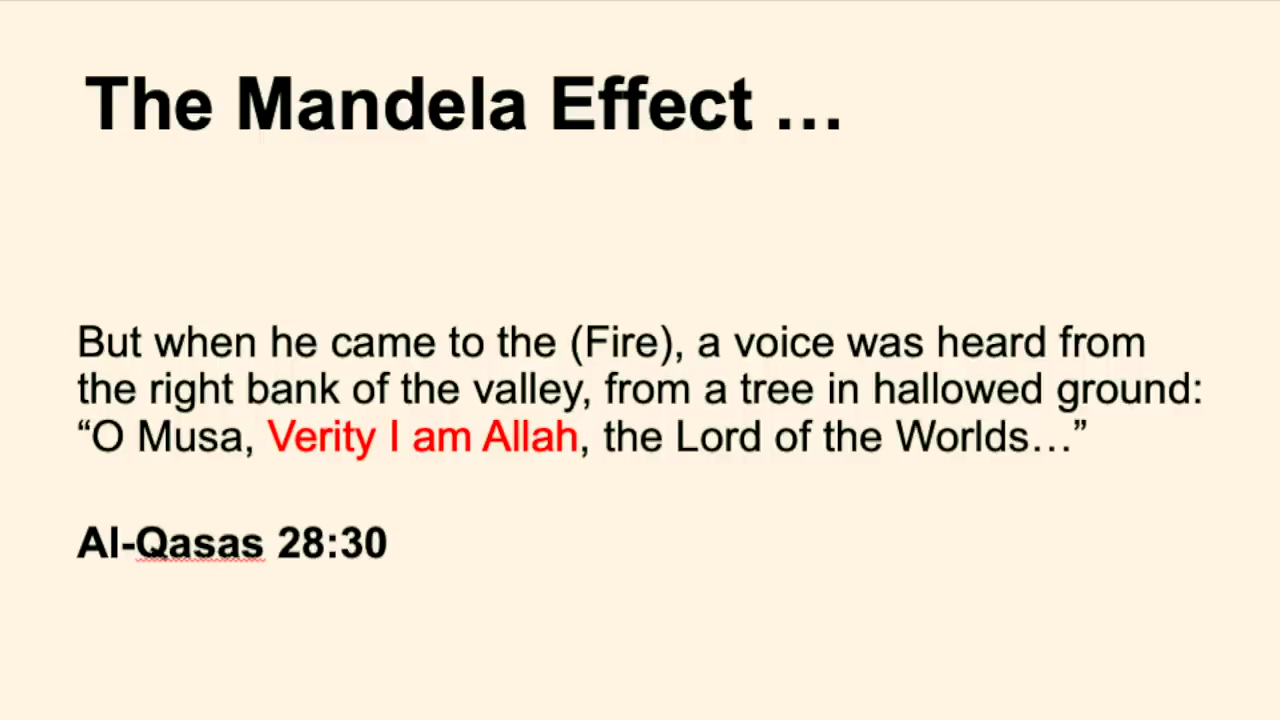 The Mandela Effect …
But when he came to the (Fire), a voice was heard from
the right bank of the valley, from a tree in hallowed ground:
“O Musa, Verity I am Allah, the Lord of the Worlds…”
Al-Qasas 28:30